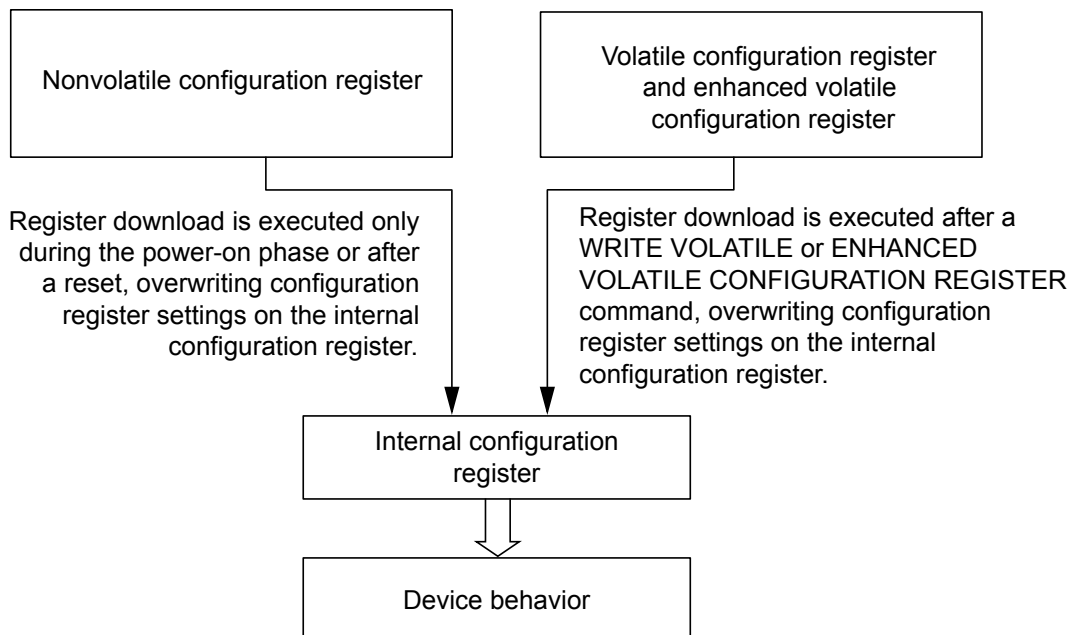 Nonvolatile configuration register
Volatile configuration register
and enhanced volatile
configuration register
Register download is executed only
during the power-on phase or after
a reset, overwriting configuration
register settings on the internal
configuration register.
Register download is executed after a
WRITE VOLATILE or ENHANCED
VOLATILE CONFIGURATION REGISTER
command, overwriting configuration
register settings on the internal
configuration register.
Internal configuration
register
Device behavior